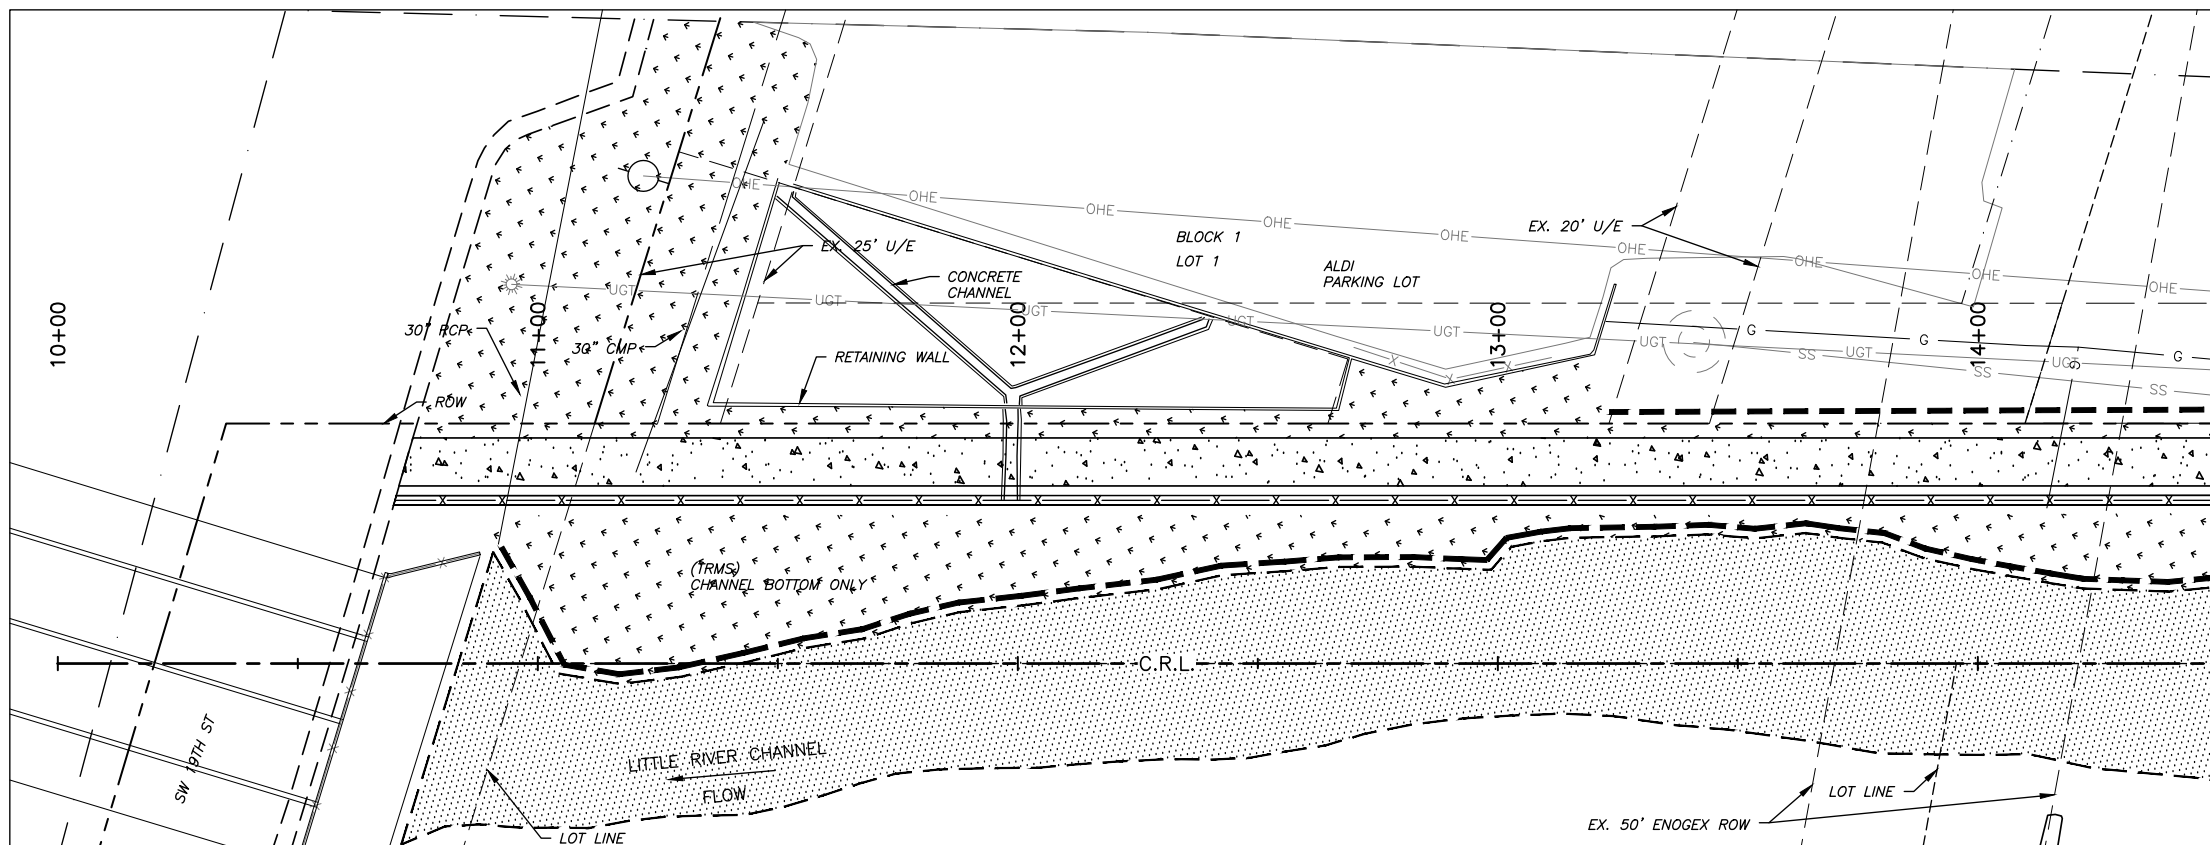 OHE OHE OHE OHE OHE OHE OHE OHE OHE
EX. 25' U/E
BLOCK 1
LOT 1
EX. 20' U/E
CONCRETE
CHANNEL
ALDI
PARKING LOT
UGT UGT UGT UGT UGT UGT UGT UGT
10+00
30" RCP
11+00
30" CMP
12+00
13+00
14+00
G G G G
SS SS SS
X X X
RETAINING WALL
ROW
X X X X X X X X X X X X X X X X X X X X X X X X X X X X X X
(TRMS)
CHANNEL BOTTOM ONLY
X X X X X
C.R.L.
SW 19TH ST
LITTLE RIVER CHANNEL
FLOW
LOT LINE
LOT LINE
EX. 50' ENOGEX ROW